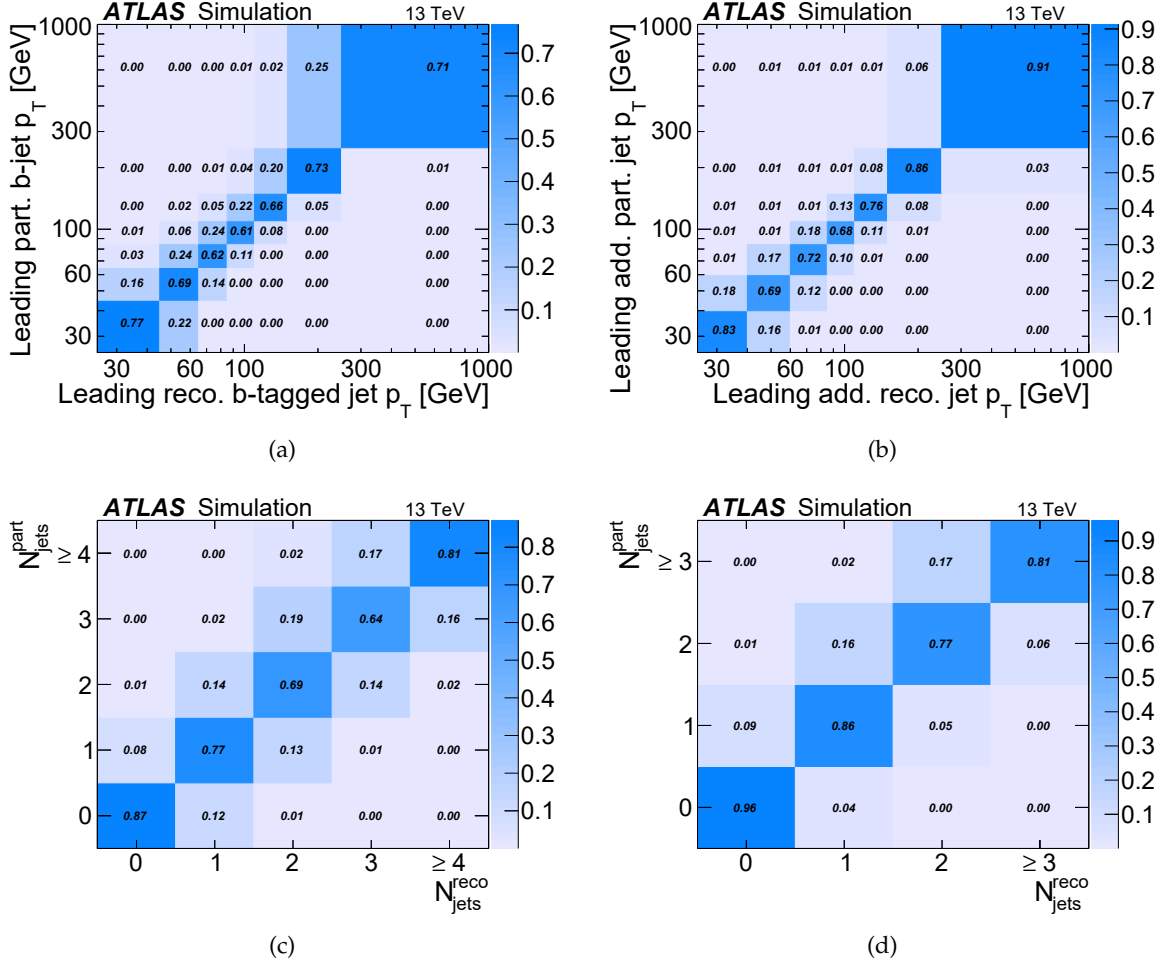 ATLAS Simulation 13 TeV
Leading part. b-jet p_T [GeV]
1000
300
100
60
30
0.00 0.00 0.00 0.01 0.02 0.25 0.71
0.00 0.00 0.01 0.04 0.20 0.73 0.01
0.00 0.02 0.05 0.22 0.66 0.05 0.00
0.01 0.06 0.24 0.61 0.08 0.00 0.00
0.03 0.24 0.62 0.11 0.00 0.00 0.00
0.16 0.69 0.14 0.00 0.00 0.00 0.00
0.77 0.22 0.00 0.00 0.00 0.00 0.00
0.7
0.6
0.5
0.4
0.3
0.2
0.1
30 100 300 1000
Leading reco. b-tagged jet p_T [GeV]
(a)
ATLAS Simulation 13 TeV
Leading add. part. jet p_T [GeV]
1000
300
100
60
30
0.00 0.01 0.01 0.01 0.01 0.06 0.91
0.00 0.01 0.01 0.01 0.08 0.86 0.03
0.00 0.01 0.01 0.13 0.76 0.08 0.00
0.01 0.01 0.18 0.68 0.11 0.01 0.00
0.01 0.17 0.72 0.10 0.01 0.00 0.00
0.18 0.69 0.12 0.00 0.00 0.00 0.00
0.83 0.16 0.01 0.00 0.00 0.00 0.00
0.9
0.8
0.7
0.6
0.5
0.4
0.3
0.2
0.1
30 100 300 1000
Leading add. reco. jet p_T [GeV]
(b)
ATLAS Simulation 13 TeV
N^part_jets
≥ 4
3
2
1
0
0.00 0.00 0.02 0.17 0.81
0.00 0.02 0.19 0.64 0.16
0.01 0.14 0.69 0.14 0.02
0.08 0.77 0.13 0.01 0.00
0.87 0.12 0.01 0.00 0.00
0.8
0.7
0.6
0.5
0.4
0.3
0.2
0.1
0 1 2 3 ≥ 4
N^reco_jets
(c)
ATLAS Simulation 13 TeV
N^part_jets
≥ 3
2
1
0
0.00 0.02 0.17 0.81
0.01 0.16 0.77 0.06
0.09 0.86 0.05 0.00
0.96 0.04 0.00 0.00
0.9
0.8
0.7
0.6
0.5
0.4
0.3
0.2
0.1
0 1 2 ≥ 3
N^reco_jets
(d)